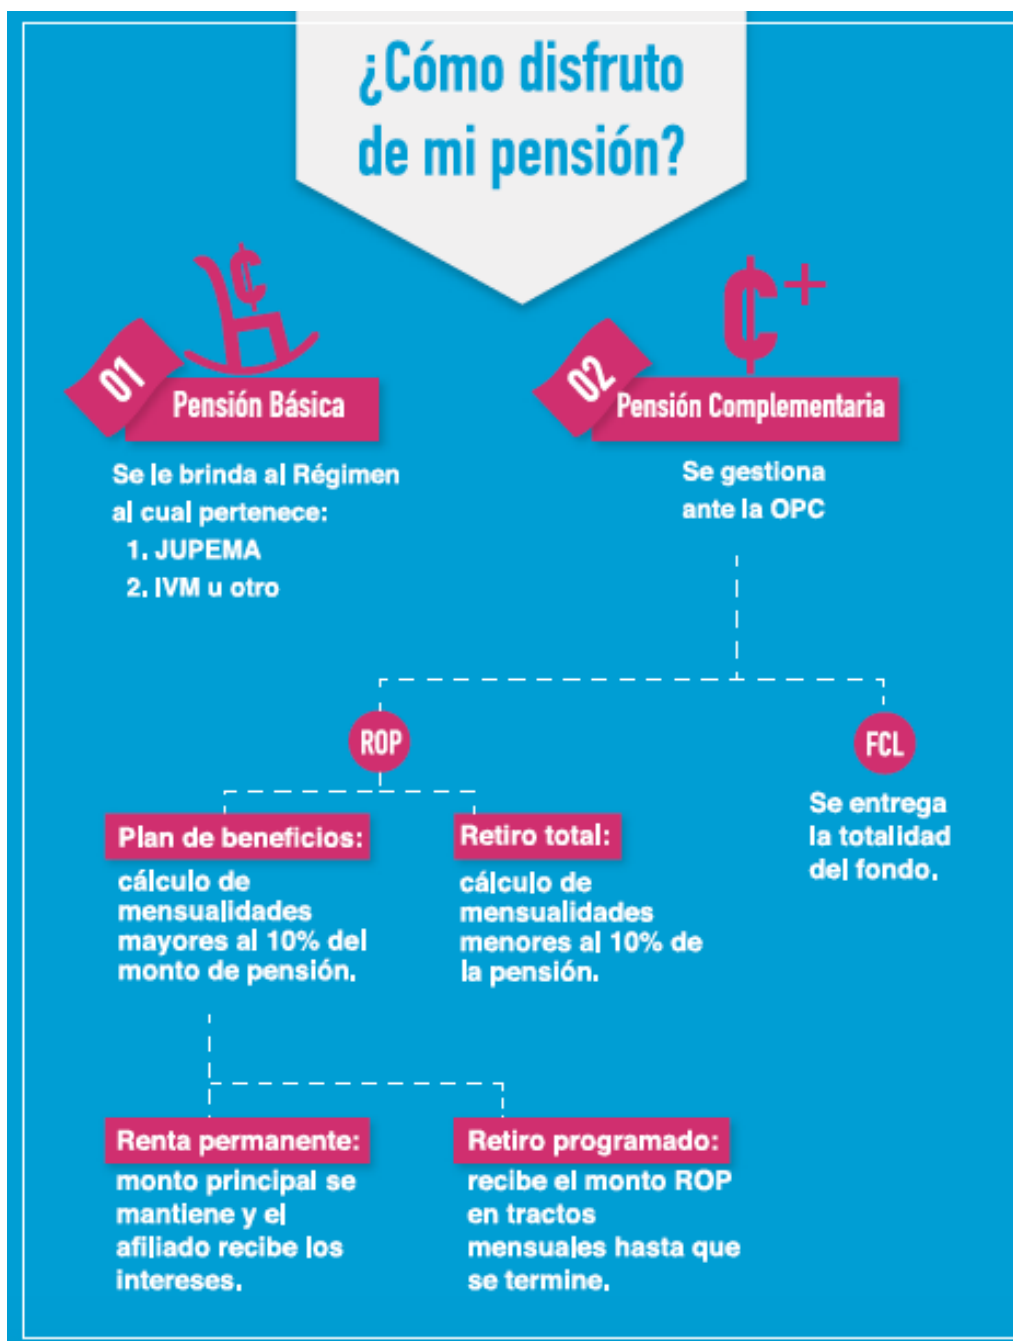 ¿Cómo disfruto
de mi pensión?
01
Pensión Básica
Se le brinda al Régimen
al cual pertenece:
1. JUPEMA
2. IVM u otro
₡+
02
Pensión Complementaria
Se gestiona
ante la OPC
ROP
Plan de beneficios:
cálculo de
mensualidades
mayores al 10% del
monto de pensión.
Retiro total:
cálculo de
mensualidades
menores al 10% de
la pensión.
FCL
Se entrega
la totalidad
del fondo.
Renta permanente:
monto principal se
mantiene y el
afiliado recibe los
intereses.
Retiro programado:
recibe el monto ROP
en tractos
mensuales hasta que
se termine.